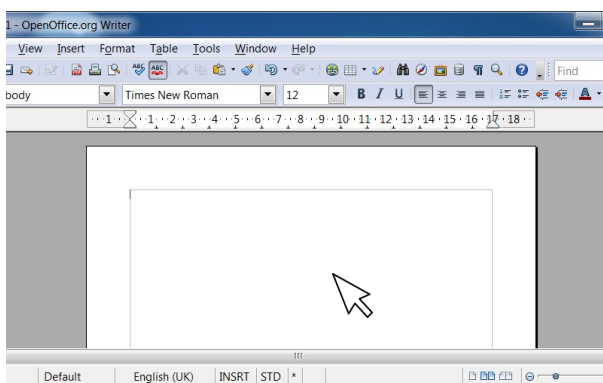 1 - OpenOffice.org Writer
View Insert Format Table Tools Window Help
ABC ABC Find
body Times New Roman 12 B I U A
1 1 2 3 4 5 6 7 8 9 10 11 12 13 14 15 16 17 18
Default English (UK) INSRT STD *